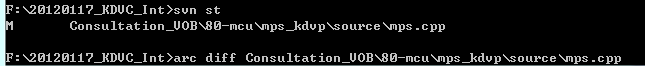 F:\20120117_KDVC_Int>svn st
M       Consultation_VOB\80-mcu\mps_kdvp\source\mps.cpp
F:\20120117_KDVC_Int>arc diff Consultation_VOB\80-mcu\mps_kdvp\source\mps.cpp